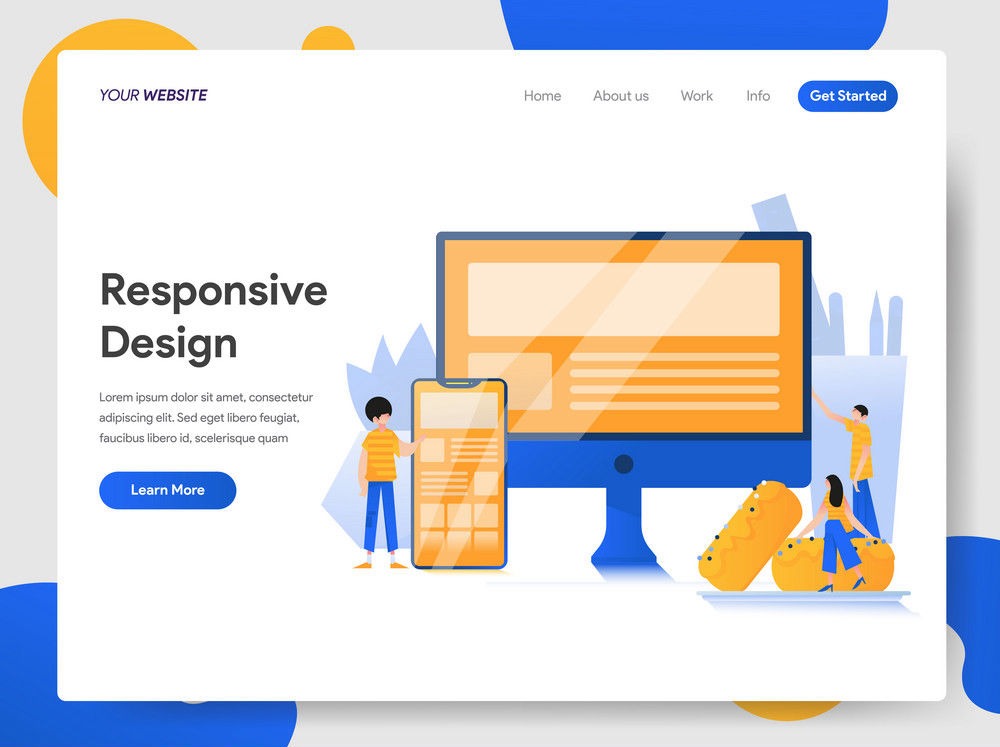 YOUR WEBSITE
Home About us Work Info Get Started
Responsive
Design
Lorem ipsum dolor sit amet, consectetur
adipiscing elit. Sed eget libero feugiat,
faucibus libero id, scelerisque quam
Learn More